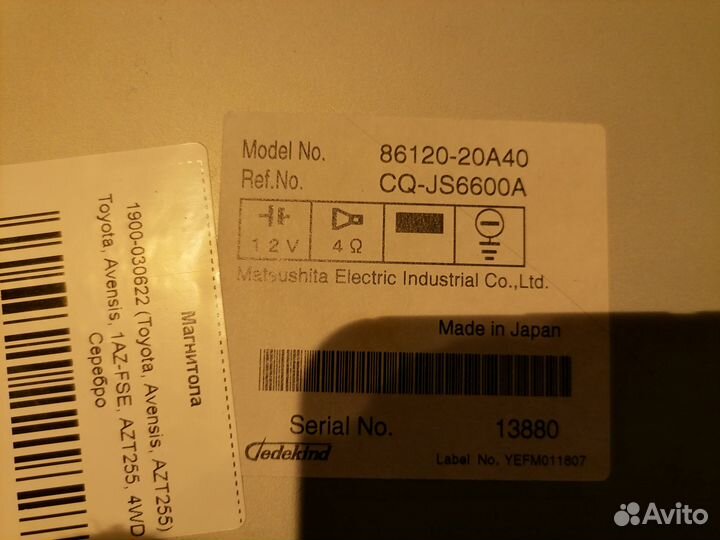 Model No. 86120-20A40
Ref.No. CQ-JS6600A
12V 4Ω
Matsushita Electric Industrial Co.,Ltd.
Made in Japan
Serial No. 13880
Gedekind
Label No. YEFM011807
Магнитола
1900-030622 (Toyota, Avensis, AZT255)
Toyota, Avensis, 1AZ-FSE, AZT255, 4WD
Серебро
Avito